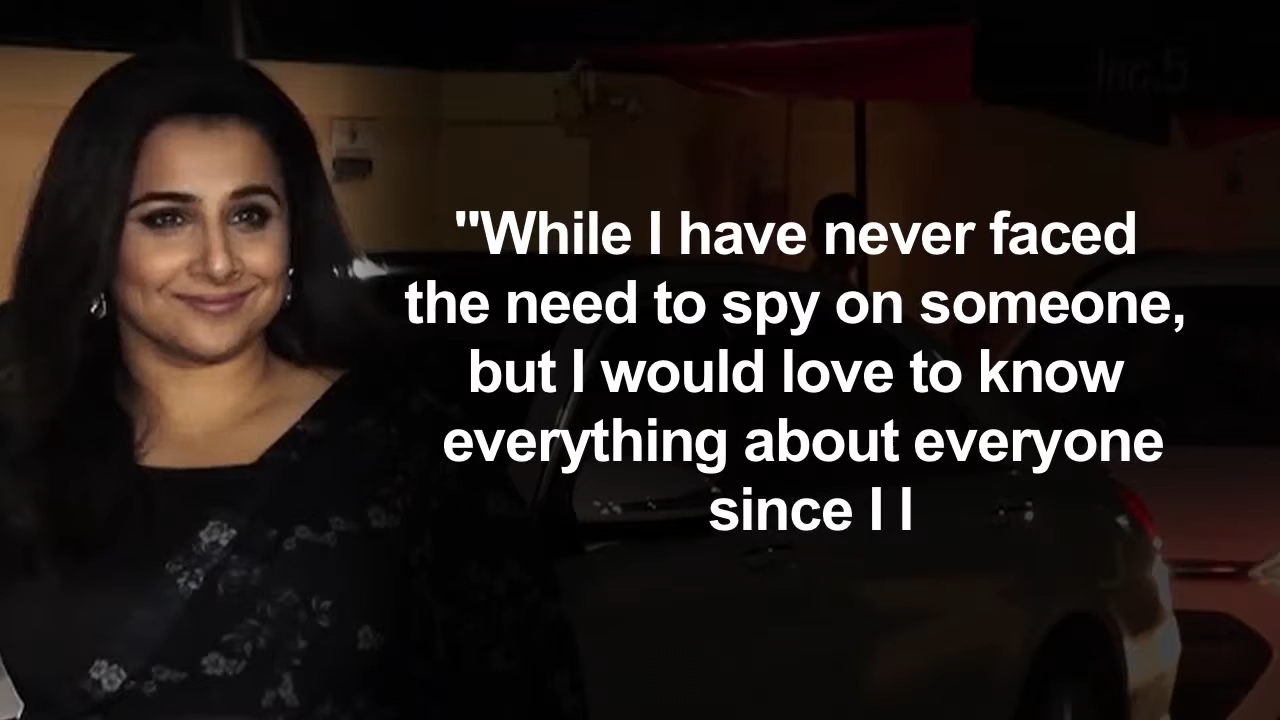 "While I have never faced
the need to spy on someone,
but I would love to know
everything about everyone
since I l